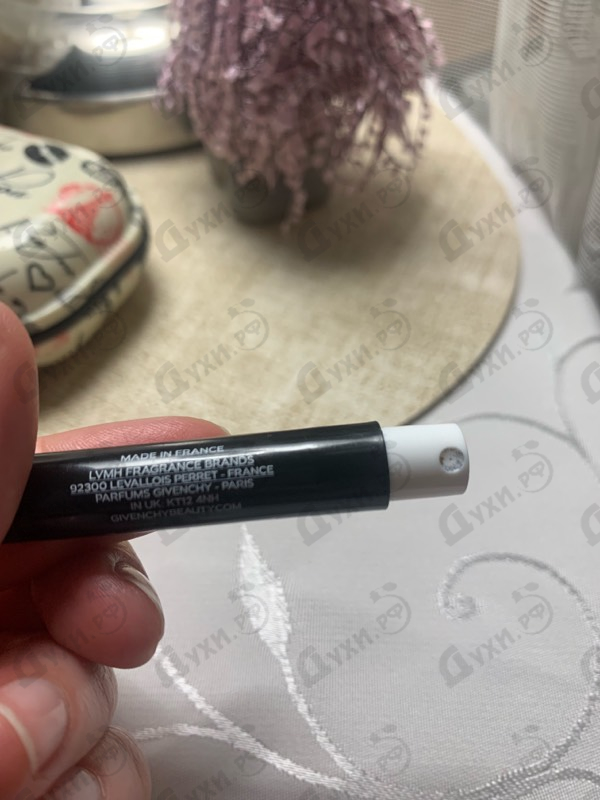 MADE IN FRANCE
LVMH FRAGRANCE BRANDS
92300 LEVALLOIS PERRET - FRANCE
PARFUMS GIVENCHY - PARIS
IN UK: KT12 4NH
GIVENCHYBEAUTY.COM
Духи.рф